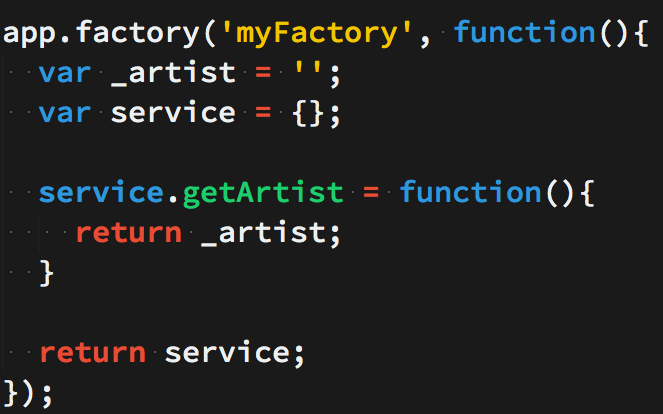 app.factory('myFactory', function(){
  var _artist = '';
  var service = {};

  service.getArtist = function(){
    return _artist;
  }

  return service;
});